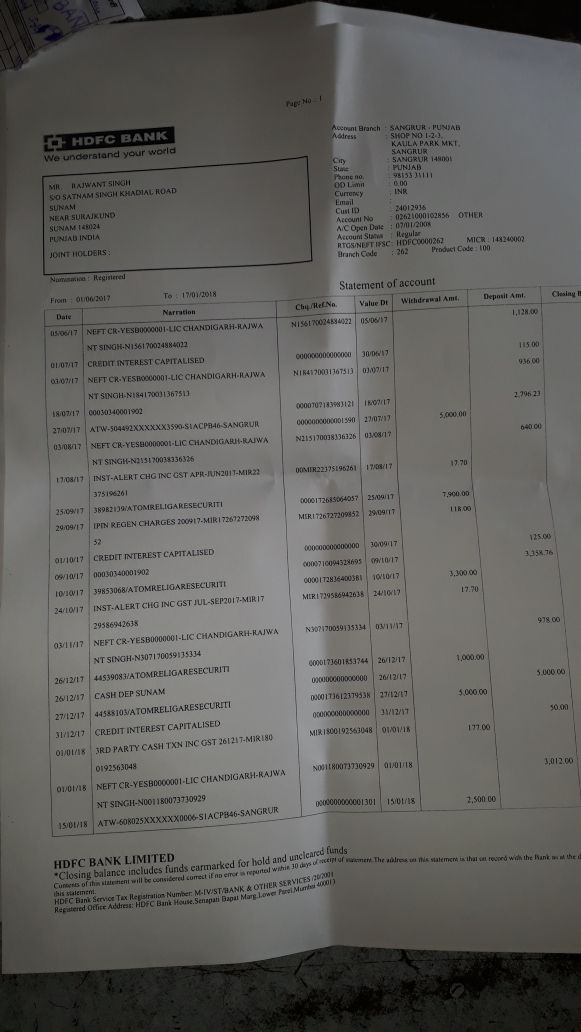 Page No : 1
HDFC BANK
We understand your world
MR. RAJWANT SINGH
S/O SATNAM SINGH KHADIAL ROAD
SUNAM
NEAR SURAJKUND
SUNAM 148024
PUNJAB INDIA
JOINT HOLDERS :
Account Branch : SANGRUR - PUNJAB
Address : SHOP NO 1-2-3,
KAULA PARK MKT,
SANGRUR
City : SANGRUR 148001
State : PUNJAB
Phone no. : 98153 31111
OD Limit : 0.00
Currency : INR
Email :
Cust ID : 24012936
Account No : 02621000102856 OTHER
A/C Open Date : 07/01/2008
Account Status : Regular
RTGS/NEFT IFSC : HDFC0000262 MICR : 148240002
Branch Code : 262 Product Code : 100
Nomination : Registered
Statement of account
From : 01/06/2017 To : 17/01/2018
Date Narration Chq./Ref.No. Value Dt Withdrawal Amt. Deposit Amt. Closing B
05/06/17 NEFT CR-YESB0000001-LIC CHANDIGARH-RAJWA N156170024884022 05/06/17 1,128.00
NT SINGH-N156170024884022
01/07/17 CREDIT INTEREST CAPITALISED 000000000000000 30/06/17 115.00
03/07/17 NEFT CR-YESB0000001-LIC CHANDIGARH-RAJWA N184170031367513 03/07/17 936.00
NT SINGH-N184170031367513
18/07/17 00030340001902 0000707183983121 18/07/17 2,796.23
27/07/17 ATW-504492XXXXXX3590-S1ACPB46-SANGRUR 0000000000001590 27/07/17 5,000.00
03/08/17 NEFT CR-YESB0000001-LIC CHANDIGARH-RAJWA N215170038336326 03/08/17 640.00
NT SINGH-N215170038336326
17/08/17 INST-ALERT CHG INC GST APR-JUN2017-MIR22 00MIR22375196261 17/08/17 17.70
375196261
25/09/17 38982139/ATOMRELIGARESECURITI 0000172685064057 25/09/17 7,900.00
29/09/17 IPIN REGEN CHARGES 200917-MIR17267272098 MIR1726727209852 29/09/17 118.00
52
01/10/17 CREDIT INTEREST CAPITALISED 000000000000000 30/09/17 125.00
09/10/17 00030340001902 0000710094328695 09/10/17 3,358.76
10/10/17 39853068/ATOMRELIGARESECURITI 0000172836400381 10/10/17 3,300.00
24/10/17 INST-ALERT CHG INC GST JUL-SEP2017-MIR17 MIR1729586942638 24/10/17 17.70
29586942638
03/11/17 NEFT CR-YESB0000001-LIC CHANDIGARH-RAJWA N307170059135334 03/11/17 978.00
NT SINGH-N307170059135334
26/12/17 44539083/ATOMRELIGARESECURITI 0000173601853744 26/12/17 1,000.00
26/12/17 CASH DEP SUNAM 000000000000000 26/12/17 5,000.00
27/12/17 44588103/ATOMRELIGARESECURITI 0000173612379538 27/12/17 5,000.00
31/12/17 CREDIT INTEREST CAPITALISED 000000000000000 31/12/17 50.00
01/01/18 3RD PARTY CASH TXN INC GST 261217-MIR180 MIR1800192563048 01/01/18 177.00
0192563048
01/01/18 NEFT CR-YESB0000001-LIC CHANDIGARH-RAJWA N001180073730929 01/01/18 3,012.00
NT SINGH-N001180073730929
15/01/18 ATW-608025XXXXXX0006-S1ACPB46-SANGRUR 0000000000001301 15/01/18 2,500.00
HDFC BANK LIMITED
*Closing balance includes funds earmarked for hold and uncleared funds
Contents of this statement will be considered correct if no error is reported within 30 days of receipt of statement.The address on this statement is that on record with the Bank as at the d
this statement.
HDFC Bank Service Tax Registration Number: M-IV/ST/BANK & OTHER SERVICES /20/2001
Registered Office Address: HDFC Bank House,Senapati Bapat Marg,Lower Parel,Mumbai 400013